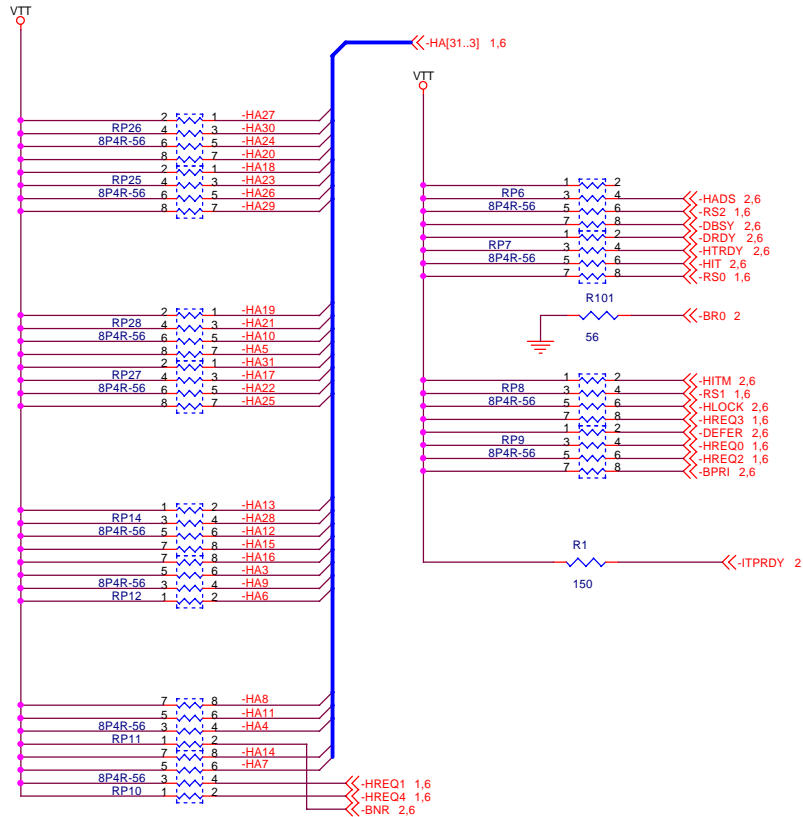 VTT
-HA[31..3] 1,6
2 1 -HA27
RP26 4 3 -HA30
8P4R-56 6 5 -HA24
8 7 -HA20
2 1 -HA18
RP25 4 3 -HA23
8P4R-56 6 5 -HA26
8 7 -HA29
2 1 -HA19
RP28 4 3 -HA21
8P4R-56 6 5 -HA10
8 7 -HA5
2 1 -HA31
RP27 4 3 -HA17
8P4R-56 6 5 -HA22
8 7 -HA25
1 2 -HA13
RP14 3 4 -HA28
8P4R-56 5 6 -HA12
7 8 -HA15
7 8 -HA16
5 6 -HA3
8P4R-56 3 4 -HA9
RP12 1 2 -HA6
7 8 -HA8
5 6 -HA11
8P4R-56 3 4 -HA4
RP11 1 2
7 8 -HA14
5 6 -HA7
8P4R-56 3 4 -HREQ1 1,6
RP10 1 2 -HREQ4 1,6
-BNR 2,6
VTT
1 2
RP6 3 4 -HADS 2,6
8P4R-56 5 6 -RS2 1,6
7 8 -DBSY 2,6
1 2 -DRDY 2,6
RP7 3 4 -HTRDY 2,6
8P4R-56 5 6 -HIT 2,6
7 8 -RS0 1,6
R101
-BR0 2
56
1 2 -HITM 2,6
RP8 3 4 -RS1 1,6
8P4R-56 5 6 -HLOCK 2,6
7 8 -HREQ3 1,6
1 2 -DEFER 2,6
RP9 3 4 -HREQ0 1,6
8P4R-56 5 6 -HREQ2 1,6
7 8 -BPRI 2,6
R1
-ITPRDY 2
150